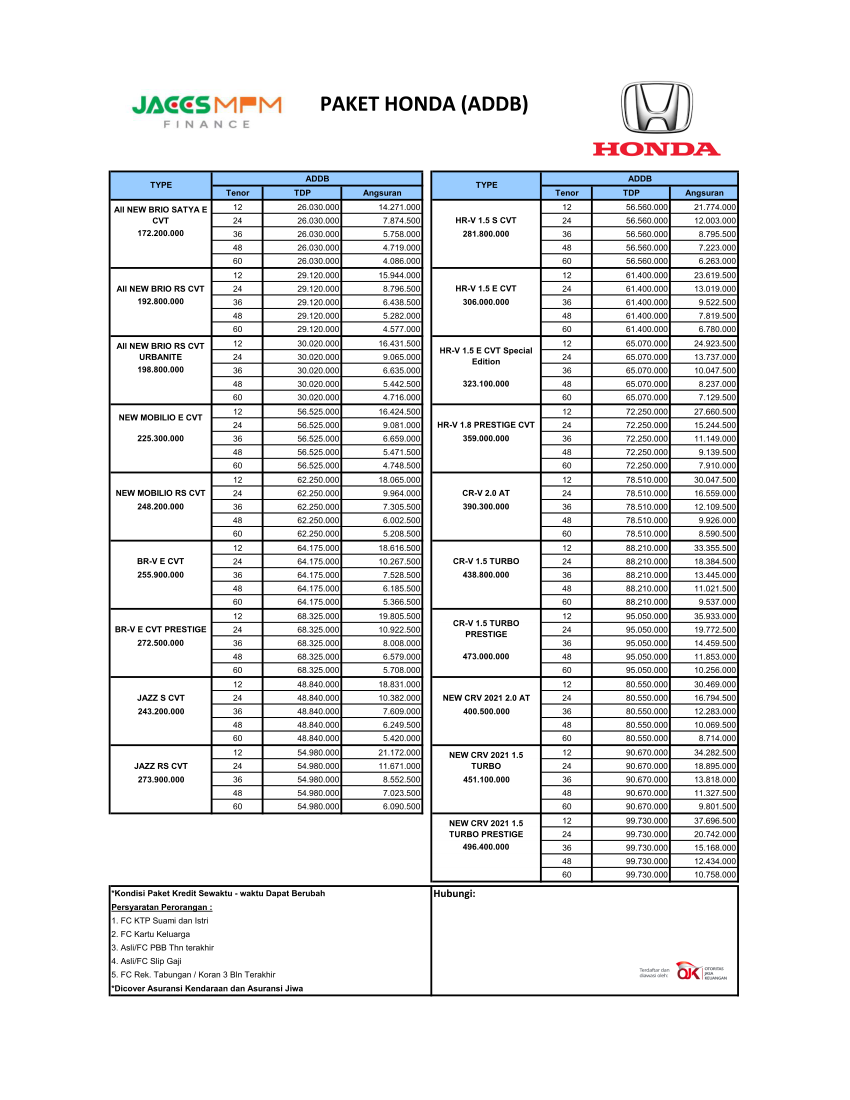 JACCSMPM
FINANCE
PAKET HONDA (ADDB)
HONDA
TYPE ADDB
Tenor TDP Angsuran
All NEW BRIO SATYA E CVT
172.200.000
12 26.030.000 14.271.000
24 26.030.000 7.874.500
36 26.030.000 5.758.000
48 26.030.000 4.719.000
60 26.030.000 4.086.000
All NEW BRIO RS CVT
192.800.000
12 29.120.000 15.944.000
24 29.120.000 8.796.500
36 29.120.000 6.438.500
48 29.120.000 5.282.000
60 29.120.000 4.577.000
All NEW BRIO RS CVT
URBANITE
198.800.000
12 30.020.000 16.431.500
24 30.020.000 9.065.000
36 30.020.000 6.635.000
48 30.020.000 5.442.500
60 30.020.000 4.716.000
NEW MOBILIO E CVT
225.300.000
12 56.525.000 16.424.500
24 56.525.000 9.081.000
36 56.525.000 6.659.000
48 56.525.000 5.471.500
60 56.525.000 4.748.500
NEW MOBILIO RS CVT
248.200.000
12 62.250.000 18.065.000
24 62.250.000 9.964.000
36 62.250.000 7.305.500
48 62.250.000 6.002.500
60 62.250.000 5.208.500
BR-V E CVT
255.900.000
12 64.175.000 18.616.500
24 64.175.000 10.267.500
36 64.175.000 7.528.500
48 64.175.000 6.185.500
60 64.175.000 5.366.500
BR-V E CVT PRESTIGE
272.500.000
12 68.325.000 19.805.500
24 68.325.000 10.922.500
36 68.325.000 8.008.000
48 68.325.000 6.579.000
60 68.325.000 5.708.000
JAZZ S CVT
243.200.000
12 48.840.000 18.831.000
24 48.840.000 10.382.000
36 48.840.000 7.609.000
48 48.840.000 6.249.500
60 48.840.000 5.420.000
JAZZ RS CVT
273.900.000
12 54.980.000 21.172.000
24 54.980.000 11.671.000
36 54.980.000 8.552.500
48 54.980.000 7.023.500
60 54.980.000 6.090.500
TYPE ADDB
Tenor TDP Angsuran
HR-V 1.5 S CVT
281.800.000
12 56.560.000 21.774.000
24 56.560.000 12.003.000
36 56.560.000 8.795.500
48 56.560.000 7.223.000
60 56.560.000 6.263.000
HR-V 1.5 E CVT
306.000.000
12 61.400.000 23.619.500
24 61.400.000 13.019.000
36 61.400.000 9.522.500
48 61.400.000 7.819.500
60 61.400.000 6.780.000
HR-V 1.5 E CVT Special
Edition
323.100.000
12 65.070.000 24.923.500
24 65.070.000 13.737.000
36 65.070.000 10.047.500
48 65.070.000 8.237.000
60 65.070.000 7.129.500
HR-V 1.8 PRESTIGE CVT
359.000.000
12 72.250.000 27.660.500
24 72.250.000 15.244.500
36 72.250.000 11.149.000
48 72.250.000 9.139.500
60 72.250.000 7.910.000
CR-V 2.0 AT
390.300.000
12 78.510.000 30.047.500
24 78.510.000 16.559.000
36 78.510.000 12.109.500
48 78.510.000 9.926.000
60 78.510.000 8.590.500
CR-V 1.5 TURBO
438.800.000
12 88.210.000 33.355.500
24 88.210.000 18.384.500
36 88.210.000 13.445.000
48 88.210.000 11.021.500
60 88.210.000 9.537.000
CR-V 1.5 TURBO
PRESTIGE
473.000.000
12 95.050.000 35.933.000
24 95.050.000 19.772.500
36 95.050.000 14.459.500
48 95.050.000 11.853.000
60 95.050.000 10.256.000
NEW CRV 2021 2.0 AT
400.500.000
12 80.550.000 30.469.000
24 80.550.000 16.794.500
36 80.550.000 12.283.000
48 80.550.000 10.069.500
60 80.550.000 8.714.000
NEW CRV 2021 1.5
TURBO
451.100.000
12 90.670.000 34.282.500
24 90.670.000 18.895.000
36 90.670.000 13.818.000
48 90.670.000 11.327.500
60 90.670.000 9.801.500
NEW CRV 2021 1.5
TURBO PRESTIGE
496.400.000
12 99.730.000 37.696.500
24 99.730.000 20.742.000
36 99.730.000 15.168.000
48 99.730.000 12.434.000
60 99.730.000 10.758.000
*Kondisi Paket Kredit Sewaktu - waktu Dapat Berubah
Persyaratan Perorangan :
1. FC KTP Suami dan Istri
2. FC Kartu Keluarga
3. Asli/FC PBB Thn terakhir
4. Asli/FC Slip Gaji
5. FC Rek. Tabungan / Koran 3 Bln Terakhir
*Dicover Asuransi Kendaraan dan Asuransi Jiwa
Hubungi:
Terdaftar dan
diawasi oleh:
OJK
OTORITAS
JASA
KEUANGAN